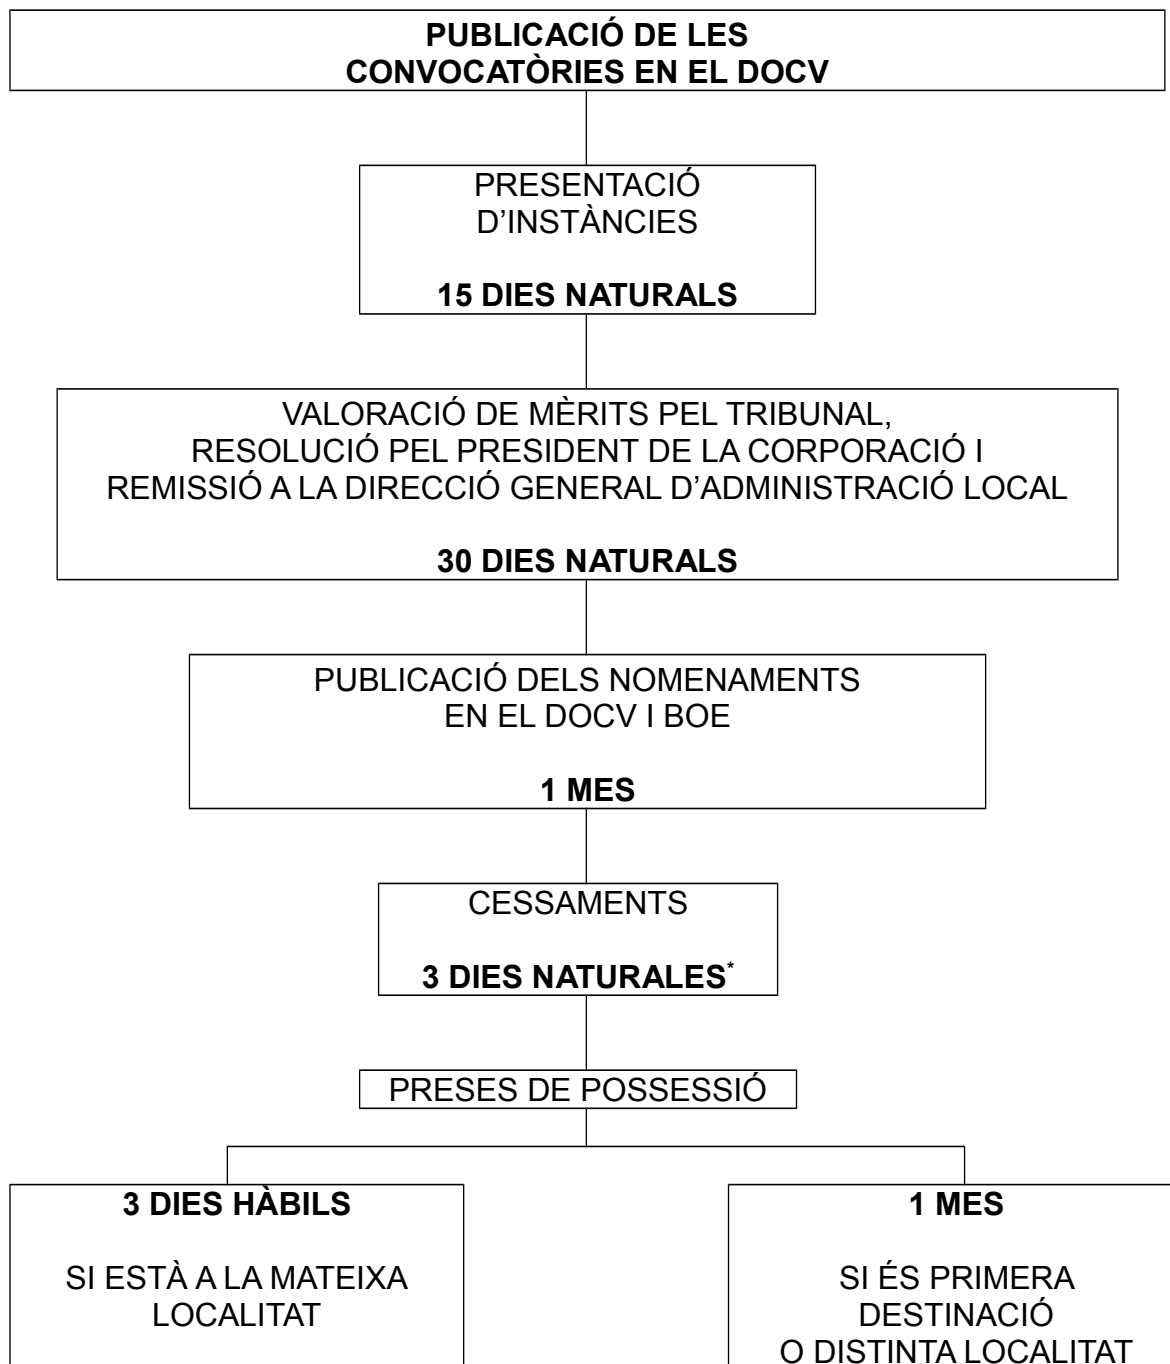 PUBLICACIÓ DE LES
CONVOCATÒRIES EN EL DOCV
PRESENTACIÓ
D’INSTÀNCIES
15 DIES NATURALS
VALORACIÓ DE MÈRITS PEL TRIBUNAL,
RESOLUCIÓ PEL PRESIDENT DE LA CORPORACIÓ I
REMISSIÓ A LA DIRECCIÓ GENERAL D’ADMINISTRACIÓ LOCAL
30 DIES NATURALS
PUBLICACIÓ DELS NOMENAMENTS
EN EL DOCV I BOE
1 MES
CESSAMENTS
3 DIES NATURALES*
PRESES DE POSSESSIÓ
3 DIES HÀBILS
SI ESTÀ A LA MATEIXA
LOCALITAT
1 MES
SI ÉS PRIMERA
DESTINACIÓ
O DISTINTA LOCALITAT